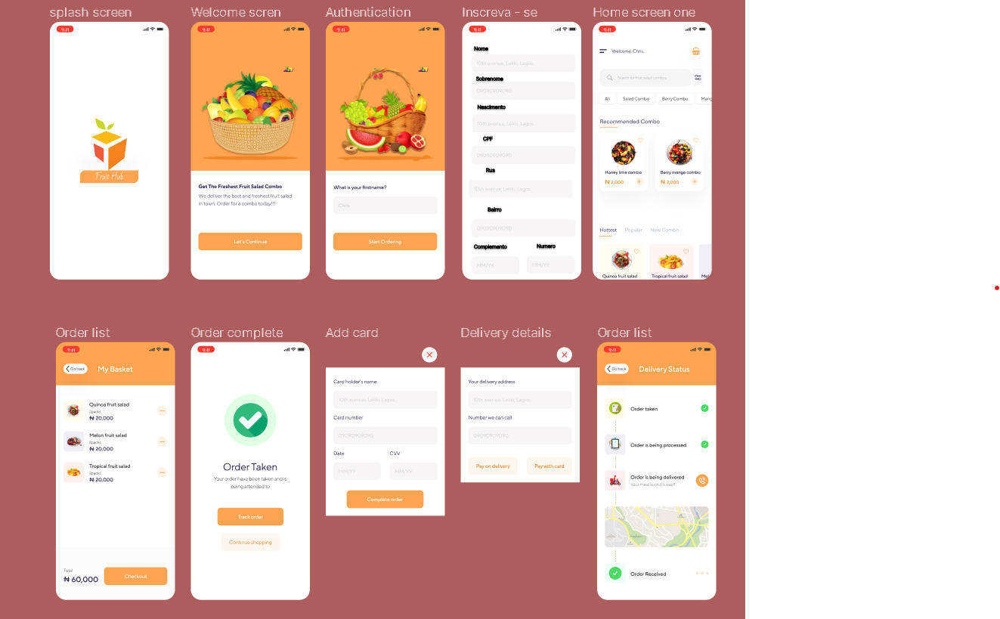 splash screen
9:41
Fruit Hub
Welcome scren
9:41
Get The Freshest Fruit Salad Combo
We deliver the best and freshest fruit salad
in town. Order for a combo today!!!
Let's Continue
Authentication
9:41
What is your firstname?
Chris
Start Ordering
Inscreva - se
9:41
Nome
10th avenue, Lekki, Lagos.
Sobrenome
09090909090
Nascimento
10th avenue, Lekki, Lagos.
CPF
09090909090
Rua
10th avenue, Lekki, Lagos.
Bairro
09090909090
Complemento Numero
MM/YY MM/YY
Home screen one
9:41
Welcome, Chris.
Search for fruit salad combos
All Salad Combo Berry Combo Mang
Recommended Combo
Honey lime combo
₦ 2,000
Berry mango combo
₦ 2,000
Hottest Popular New Combo
Quinoa fruit salad Tropical fruit salad Mel
Order list
9:41
Go back My Basket
Quinoa fruit salad
2packs
₦ 20,000
Melon fruit salad
2packs
₦ 20,000
Tropical fruit salad
2packs
₦ 20,000
Total
₦ 60,000
Checkout
Order complete
9:41
Order Taken
Your order have been taken and is
being attended to
Track order
Continue shopping
Add card
Card holder's name
10th avenue, Lekki, Lagos.
Card number
09090909090
Date CVV
MM/YY MM/YY
Complete order
Delivery details
Your delivery address
10th avenue, Lekki, Lagos.
Number we can call
09090909090
Pay on delivery Pay with card
Order list
9:41
Go back Delivery Status
Order taken
Order is being processed
Order is being delivered
Your meal is on it's way!!
Order Received